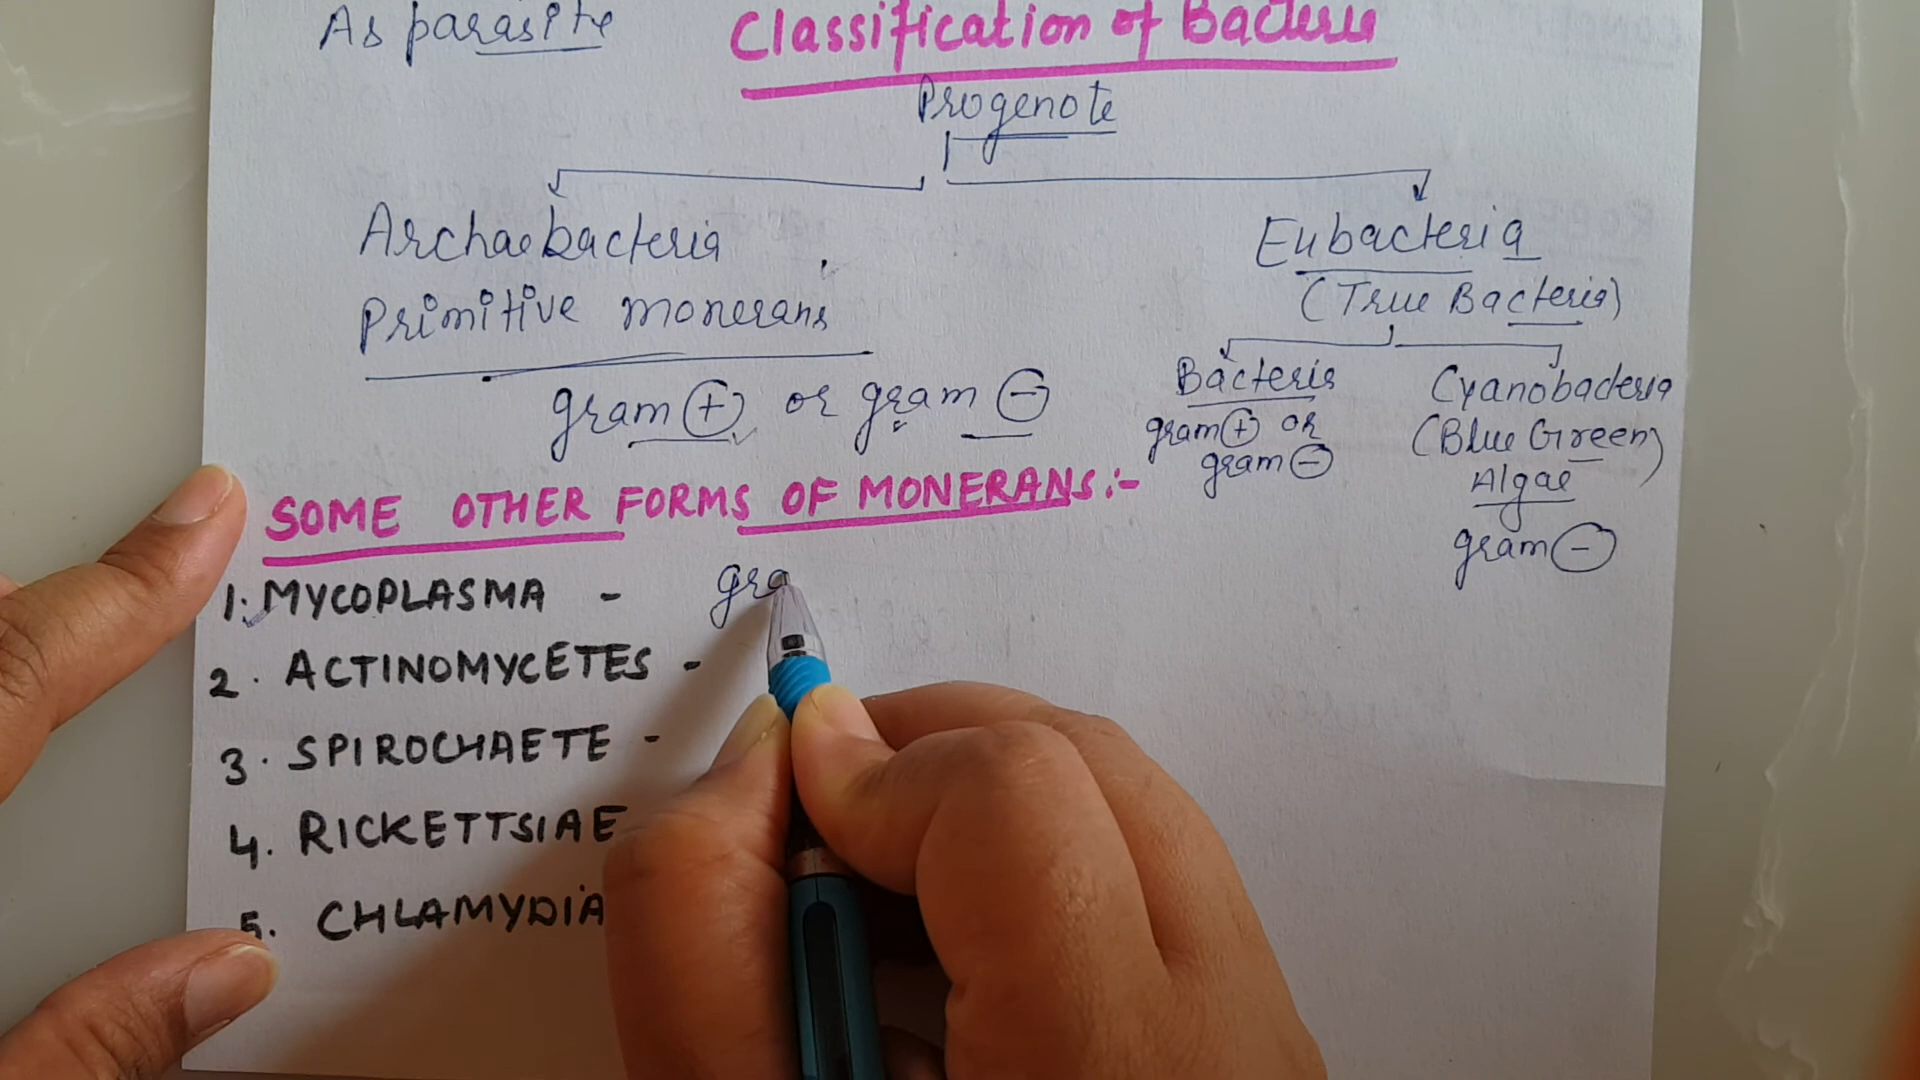 As parasite
Classification of Bacteria
Progenote
Archaebacteria
Primitive monerans
gram ⊕ or gram ⊖
Eubacteria
(True Bacteria)
Bacteria
gram ⊕ or
gram ⊖
Cyanobacteria
(Blue Green)
Algae
gram ⊖
SOME OTHER FORMS OF MONERANS:-
1. MYCOPLASMA - gra
2. ACTINOMYCETES -
3. SPIROCHAETE -
4. RICKETTSIAE
5. CHLAMYDIA